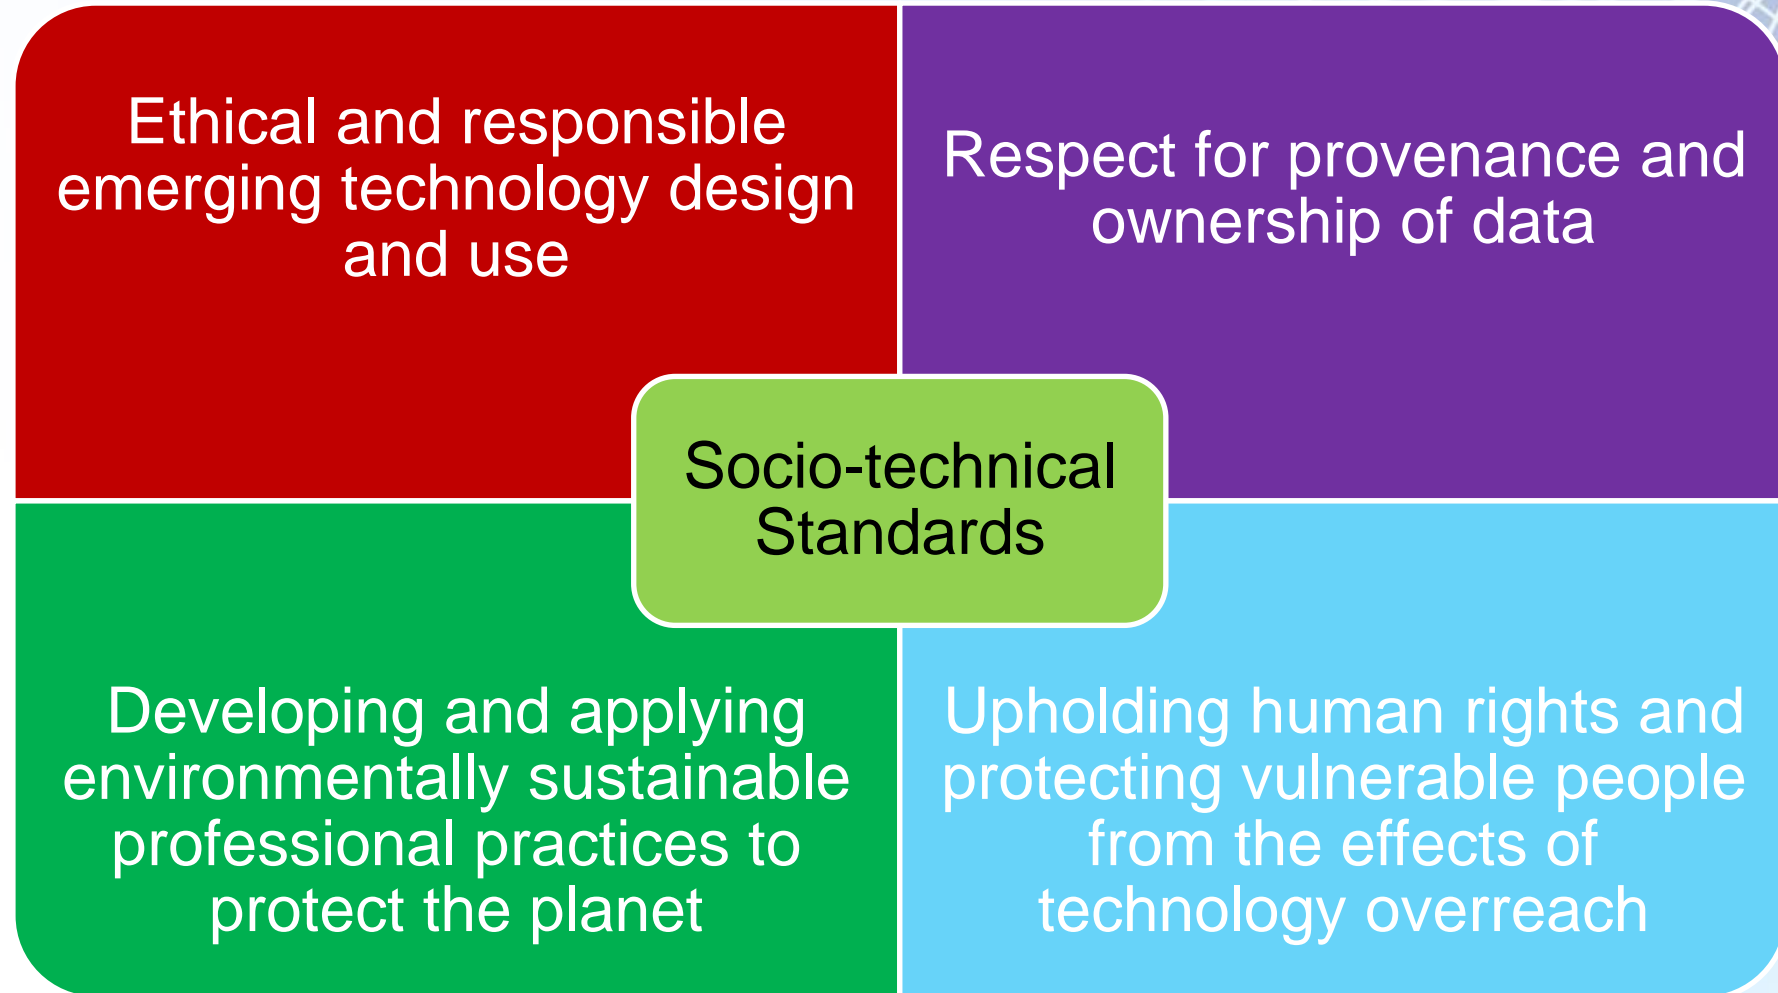 Ethical and responsible
emerging technology design
and use
Respect for provenance and
ownership of data
Socio-technical
Standards
Developing and applying
environmentally sustainable
professional practices to
protect the planet
Upholding human rights and
protecting vulnerable people
from the effects of
technology overreach